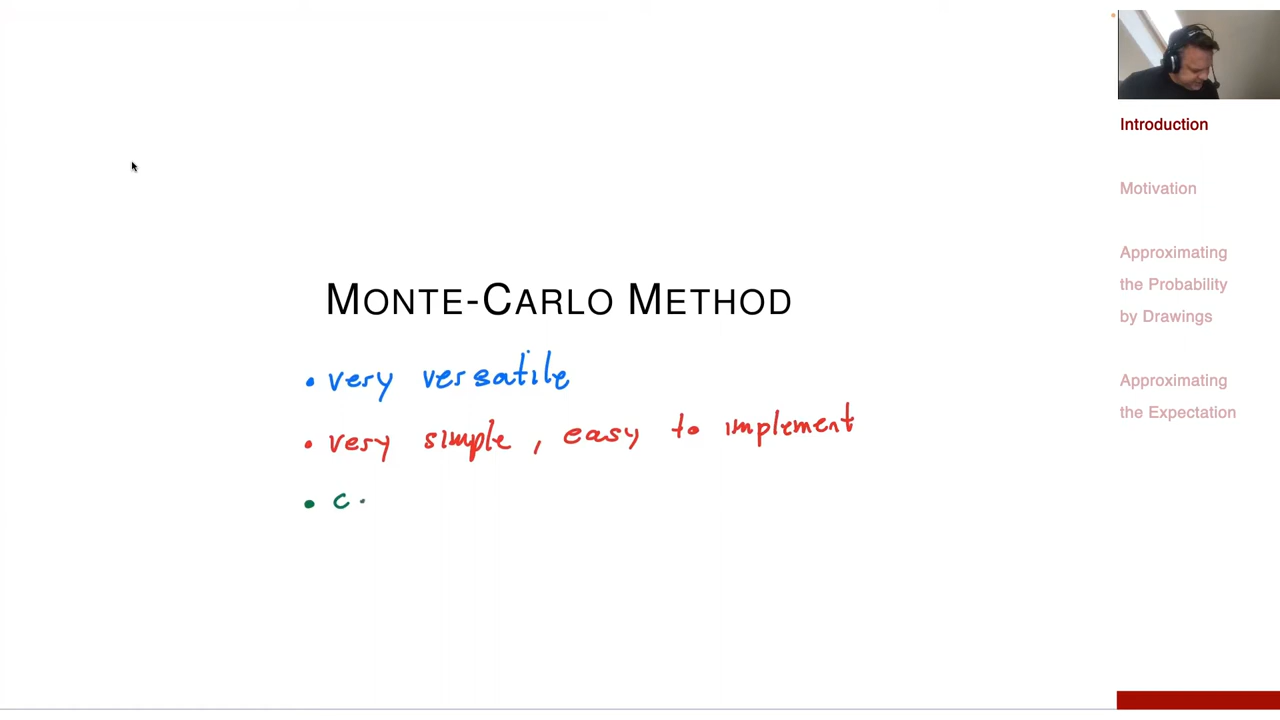 MONTE-CARLO METHOD
• very versatile
• very simple, easy to implement
• c
Introduction
Motivation
Approximating
the Probability
by Drawings
Approximating
the Expectation